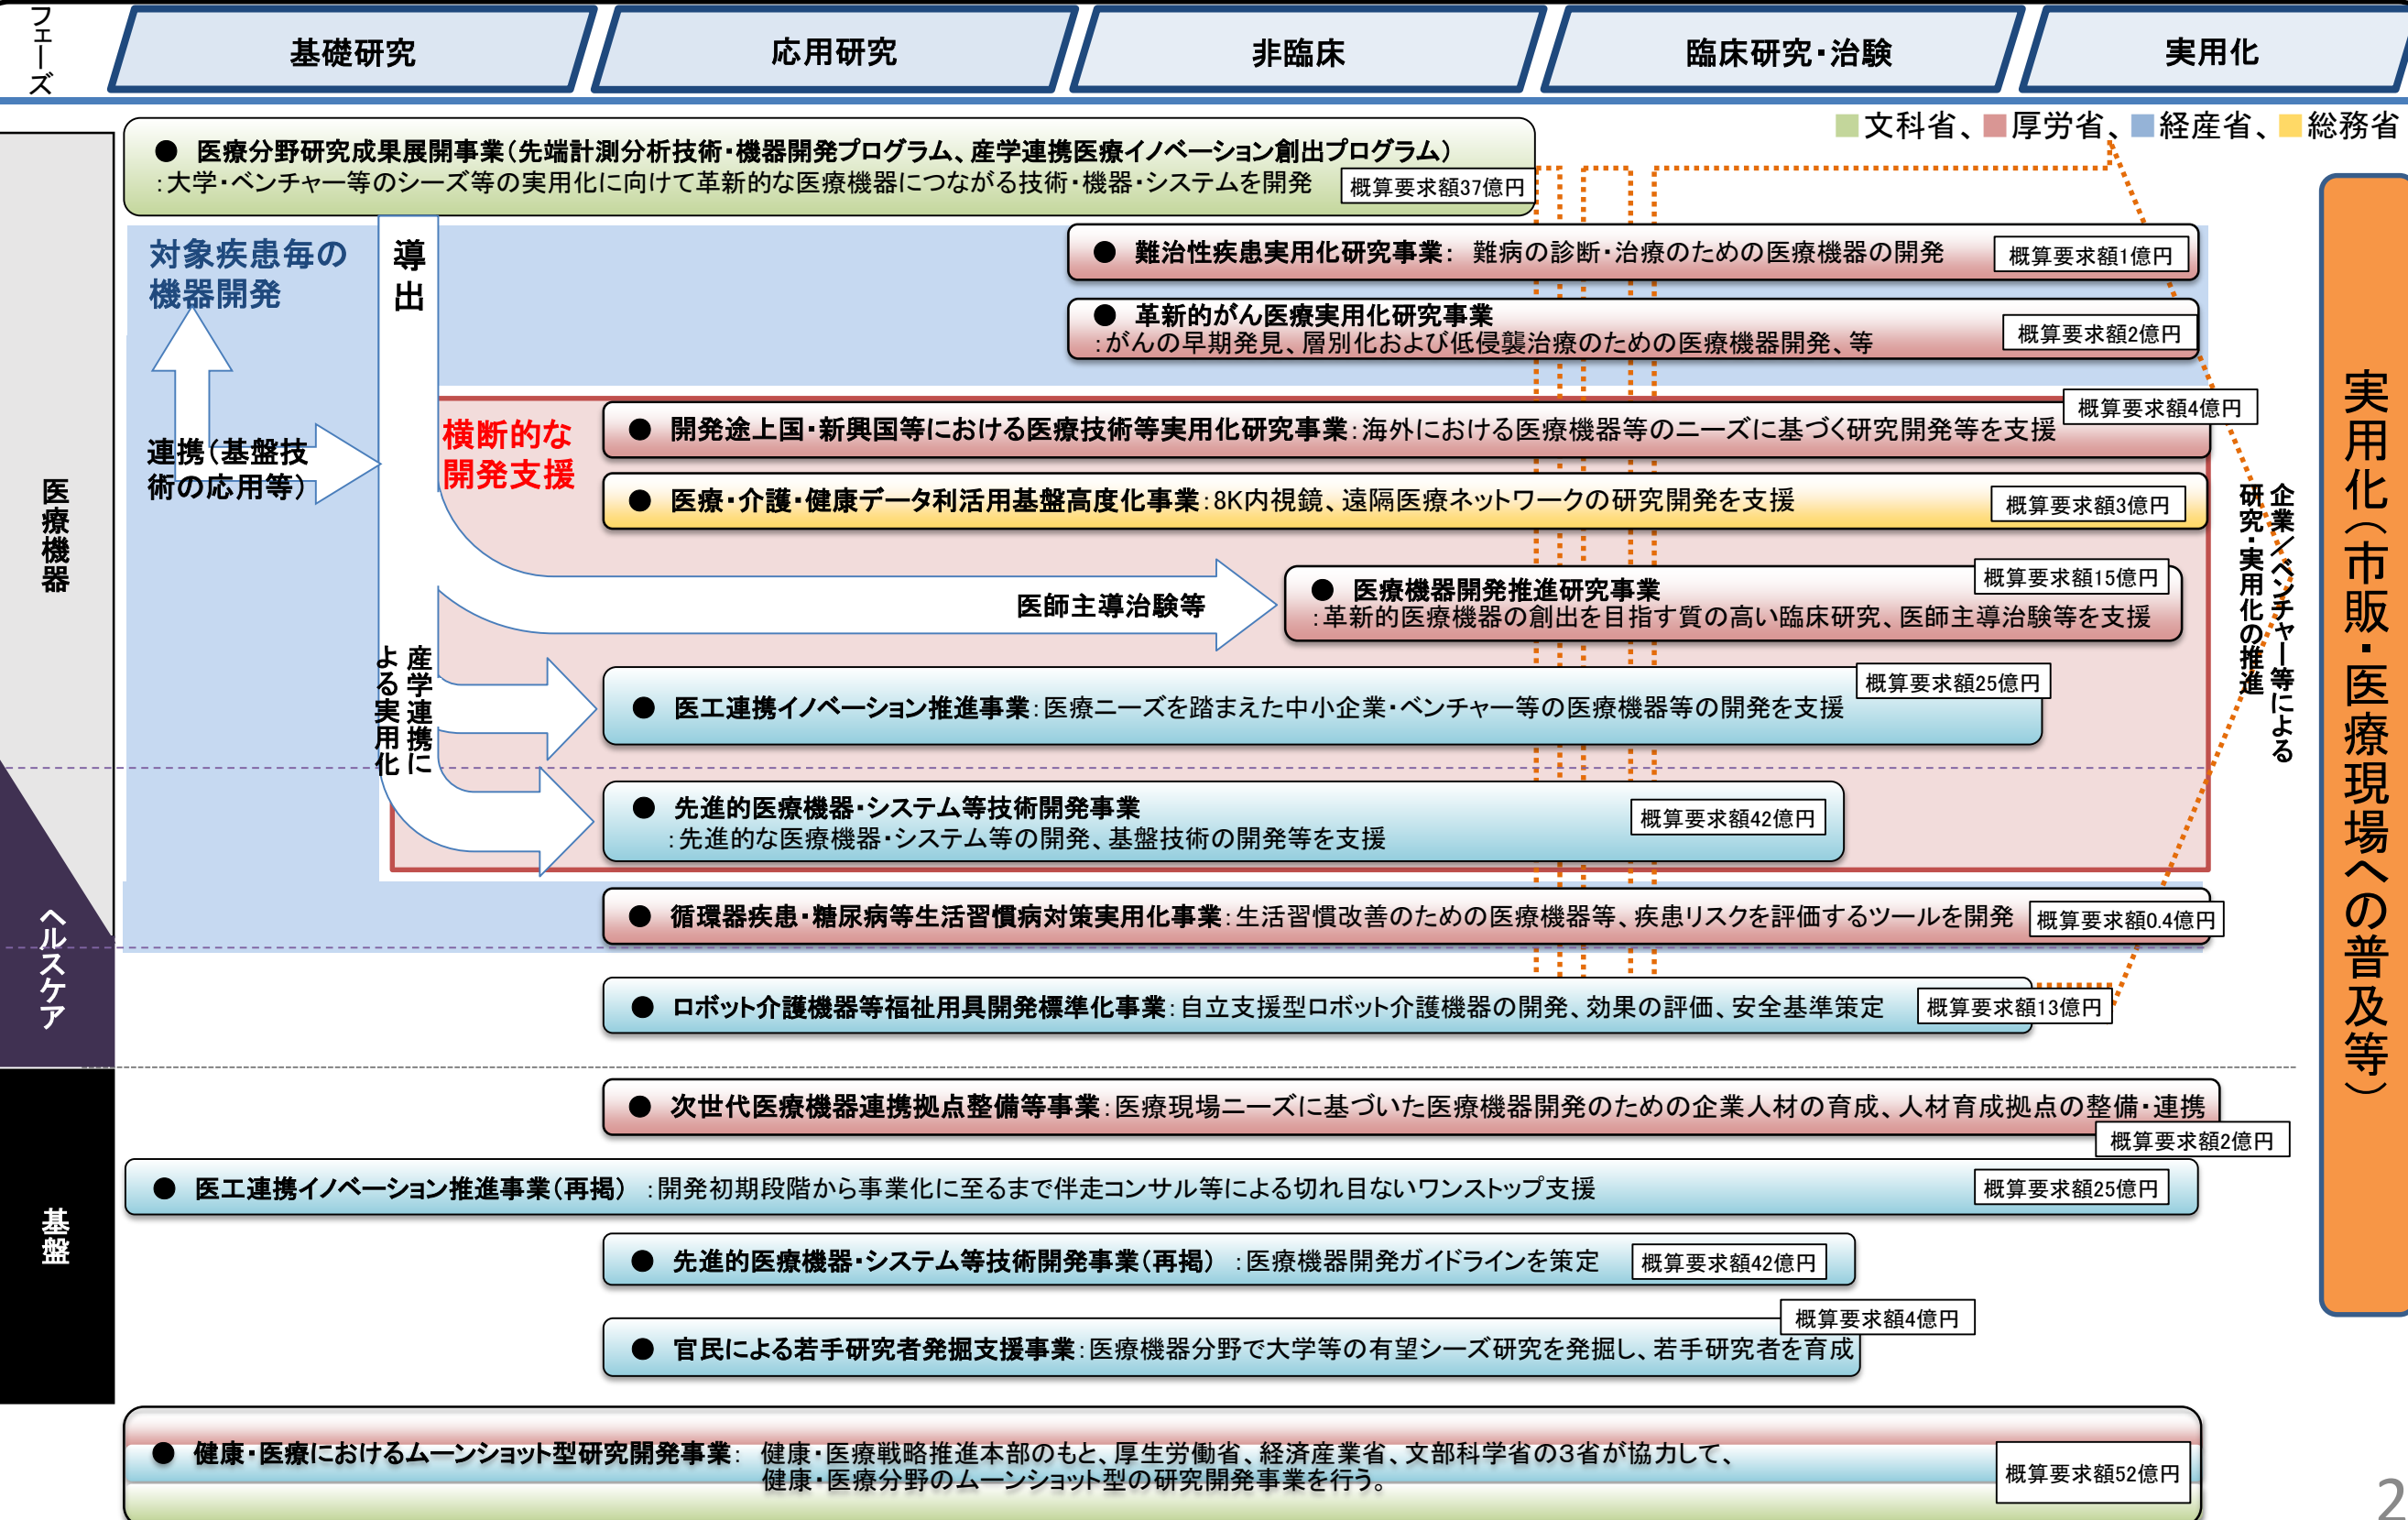 フェーズ
基礎研究
応用研究
非臨床
臨床研究・治験
実用化
文科省、厚労省、経産省、総務省
● 医療分野研究成果展開事業（先端計測分析技術・機器開発プログラム、産学連携医療イノベーション創出プログラム）
：大学・ベンチャー等のシーズ等の実用化に向けて革新的な医療機器につながる技術・機器・システムを開発
概算要求額37億円
医療機器
対象疾患毎の
機器開発
導出
● 難治性疾患実用化研究事業： 難病の診断・治療のための医療機器の開発
概算要求額1億円
● 革新的がん医療実用化研究事業
：がんの早期発見、層別化および低侵襲治療のための医療機器開発、等
概算要求額2億円
連携（基盤技
術の応用等）
横断的な
開発支援
● 開発途上国・新興国等における医療技術等実用化研究事業：海外における医療機器等のニーズに基づく研究開発等を支援
概算要求額4億円
● 医療・介護・健康データ利活用基盤高度化事業：8K内視鏡、遠隔医療ネットワークの研究開発を支援
概算要求額3億円
医師主導治験等
● 医療機器開発推進研究事業
：革新的医療機器の創出を目指す質の高い臨床研究、医師主導治験等を支援
概算要求額15億円
産学連携に
よる実用化
● 医工連携イノベーション推進事業：医療ニーズを踏まえた中小企業・ベンチャー等の医療機器等の開発を支援
概算要求額25億円
● 先進的医療機器・システム等技術開発事業
：先進的な医療機器・システム等の開発、基盤技術の開発等を支援
概算要求額42億円
企業／ベンチャー等による
研究・実用化の推進
実用化（市販・医療現場への普及等）
ヘルスケア
● 循環器疾患・糖尿病等生活習慣病対策実用化事業：生活習慣改善のための医療機器等、疾患リスクを評価するツールを開発
概算要求額0.4億円
● ロボット介護機器等福祉用具開発標準化事業：自立支援型ロボット介護機器の開発、効果の評価、安全基準策定
概算要求額13億円
基盤
● 次世代医療機器連携拠点整備等事業：医療現場ニーズに基づいた医療機器開発のための企業人材の育成、人材育成拠点の整備・連携
概算要求額2億円
● 医工連携イノベーション推進事業（再掲） ：開発初期段階から事業化に至るまで伴走コンサル等による切れ目ないワンストップ支援
概算要求額25億円
● 先進的医療機器・システム等技術開発事業（再掲） ：医療機器開発ガイドラインを策定
概算要求額42億円
● 官民による若手研究者発掘支援事業：医療機器分野で大学等の有望シーズ研究を発掘し、若手研究者を育成
概算要求額4億円
● 健康・医療におけるムーンショット型研究開発事業： 健康・医療戦略推進本部のもと、厚生労働省、経済産業省、文部科学省の3省が協力して、
健康・医療分野のムーンショット型の研究開発事業を行う。
概算要求額52億円
2